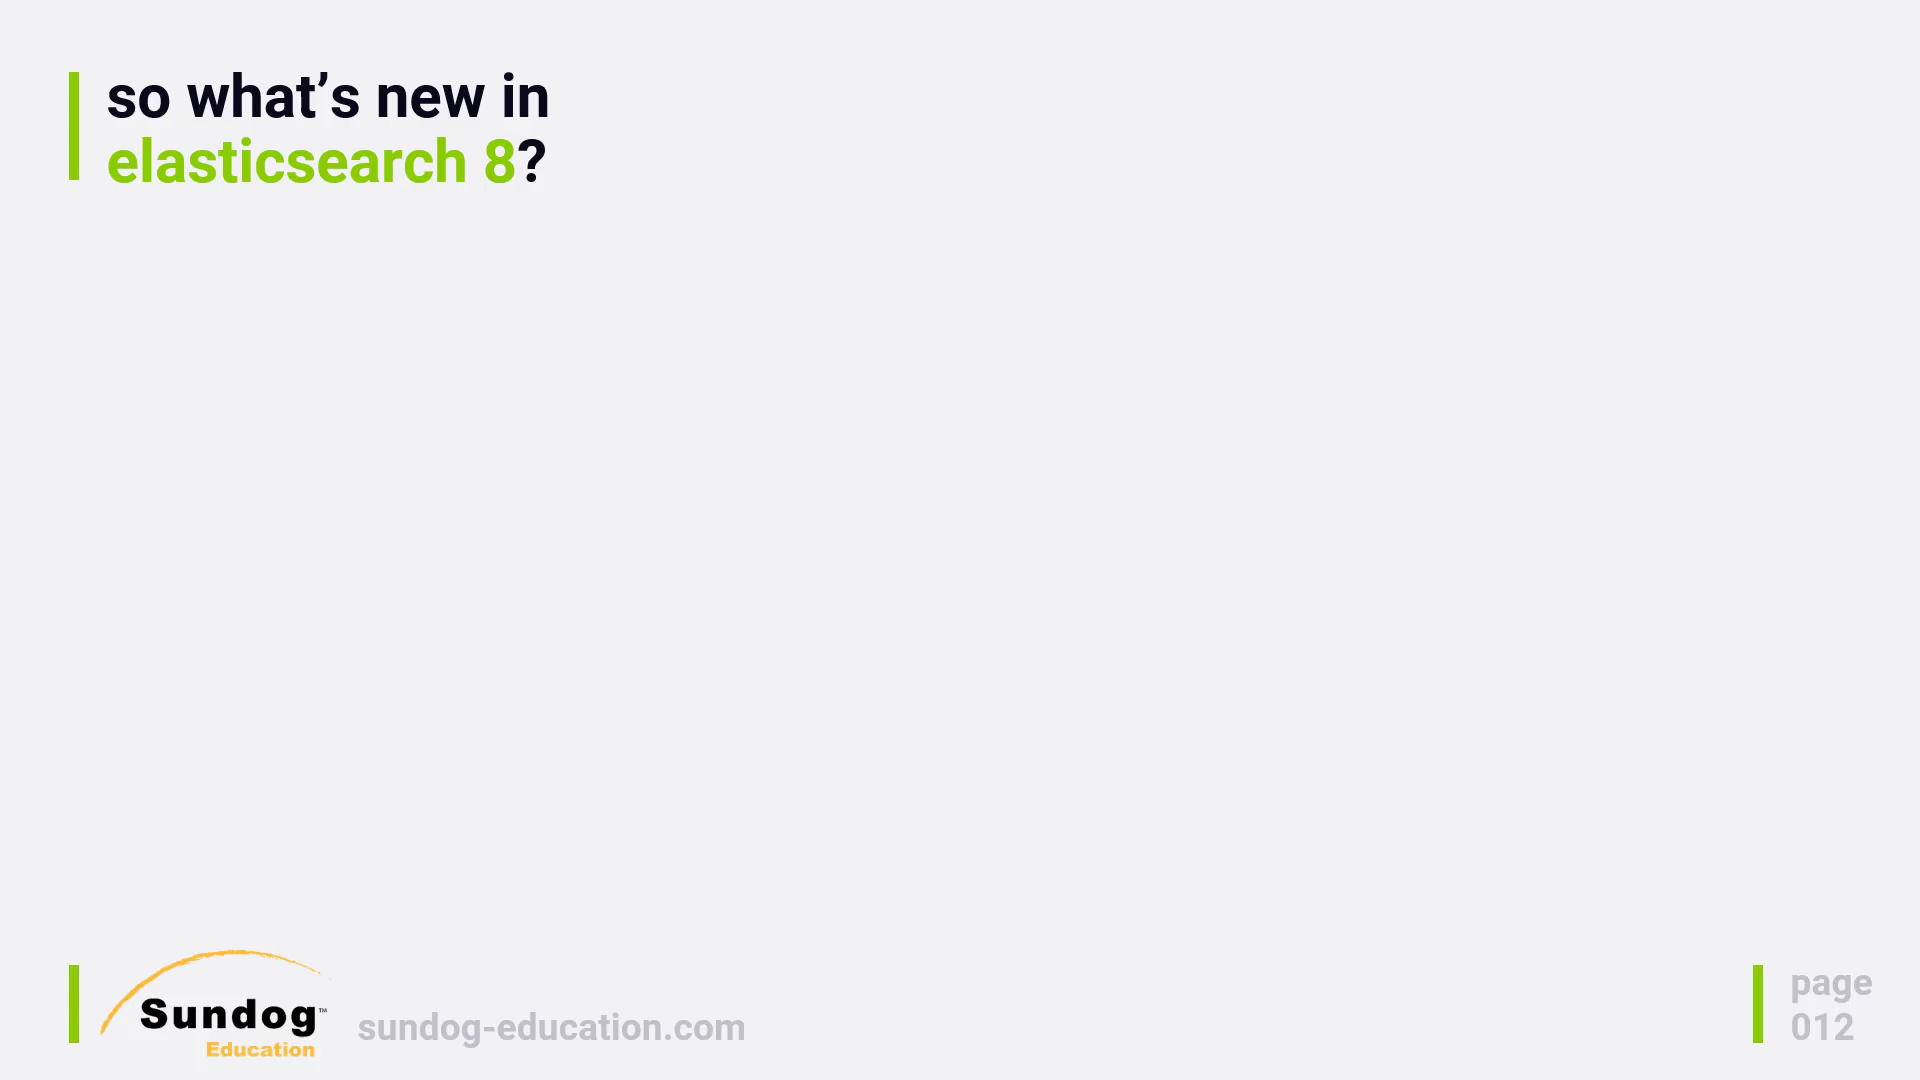 so what’s new in
elasticsearch 8?
Sundog™
Education
sundog-education.com
page
012